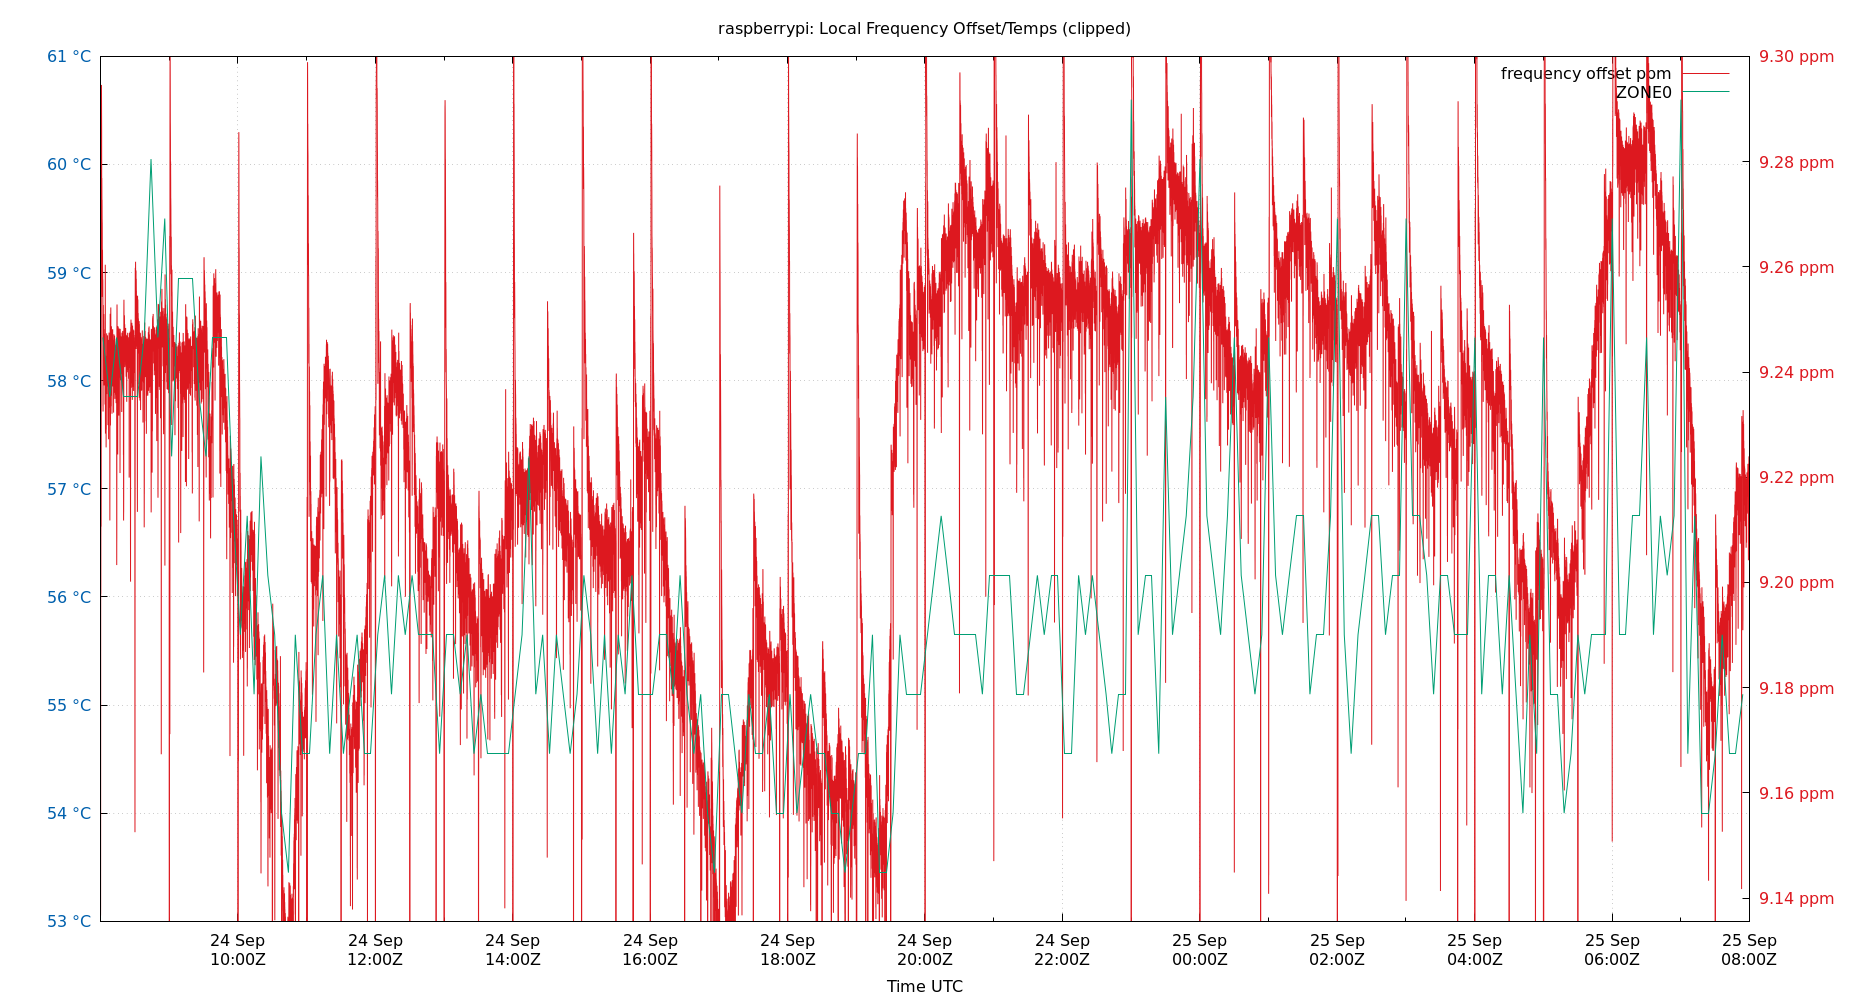 raspberrypi: Local Frequency Offset/Temps (clipped)
61 °C
60 °C
59 °C
58 °C
57 °C
56 °C
55 °C
54 °C
53 °C
9.30 ppm
9.28 ppm
9.26 ppm
9.24 ppm
9.22 ppm
9.20 ppm
9.18 ppm
9.16 ppm
9.14 ppm
frequency offset ppm
ZONE0
24 Sep
10:00Z
24 Sep
12:00Z
24 Sep
14:00Z
24 Sep
16:00Z
24 Sep
18:00Z
24 Sep
20:00Z
24 Sep
22:00Z
25 Sep
00:00Z
25 Sep
02:00Z
25 Sep
04:00Z
25 Sep
06:00Z
25 Sep
08:00Z
Time UTC